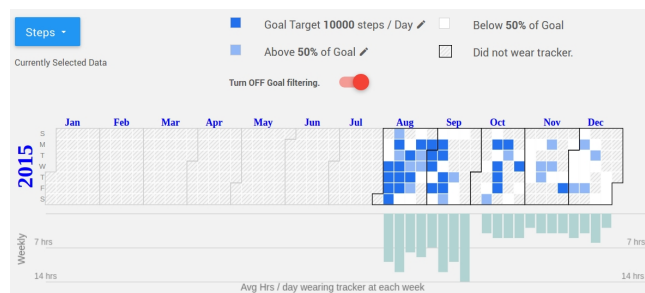 Steps
Goal Target 10000 steps / Day
Below 50% of Goal
Above 50% of Goal
Did not wear tracker.
Currently Selected Data
Turn OFF Goal filtering.
Jan Feb Mar Apr May Jun Jul Aug Sep Oct Nov Dec
2015
S
M
T
W
T
F
S
Weekly
7 hrs 7 hrs
14 hrs 14 hrs
Avg Hrs / day wearing tracker at each week